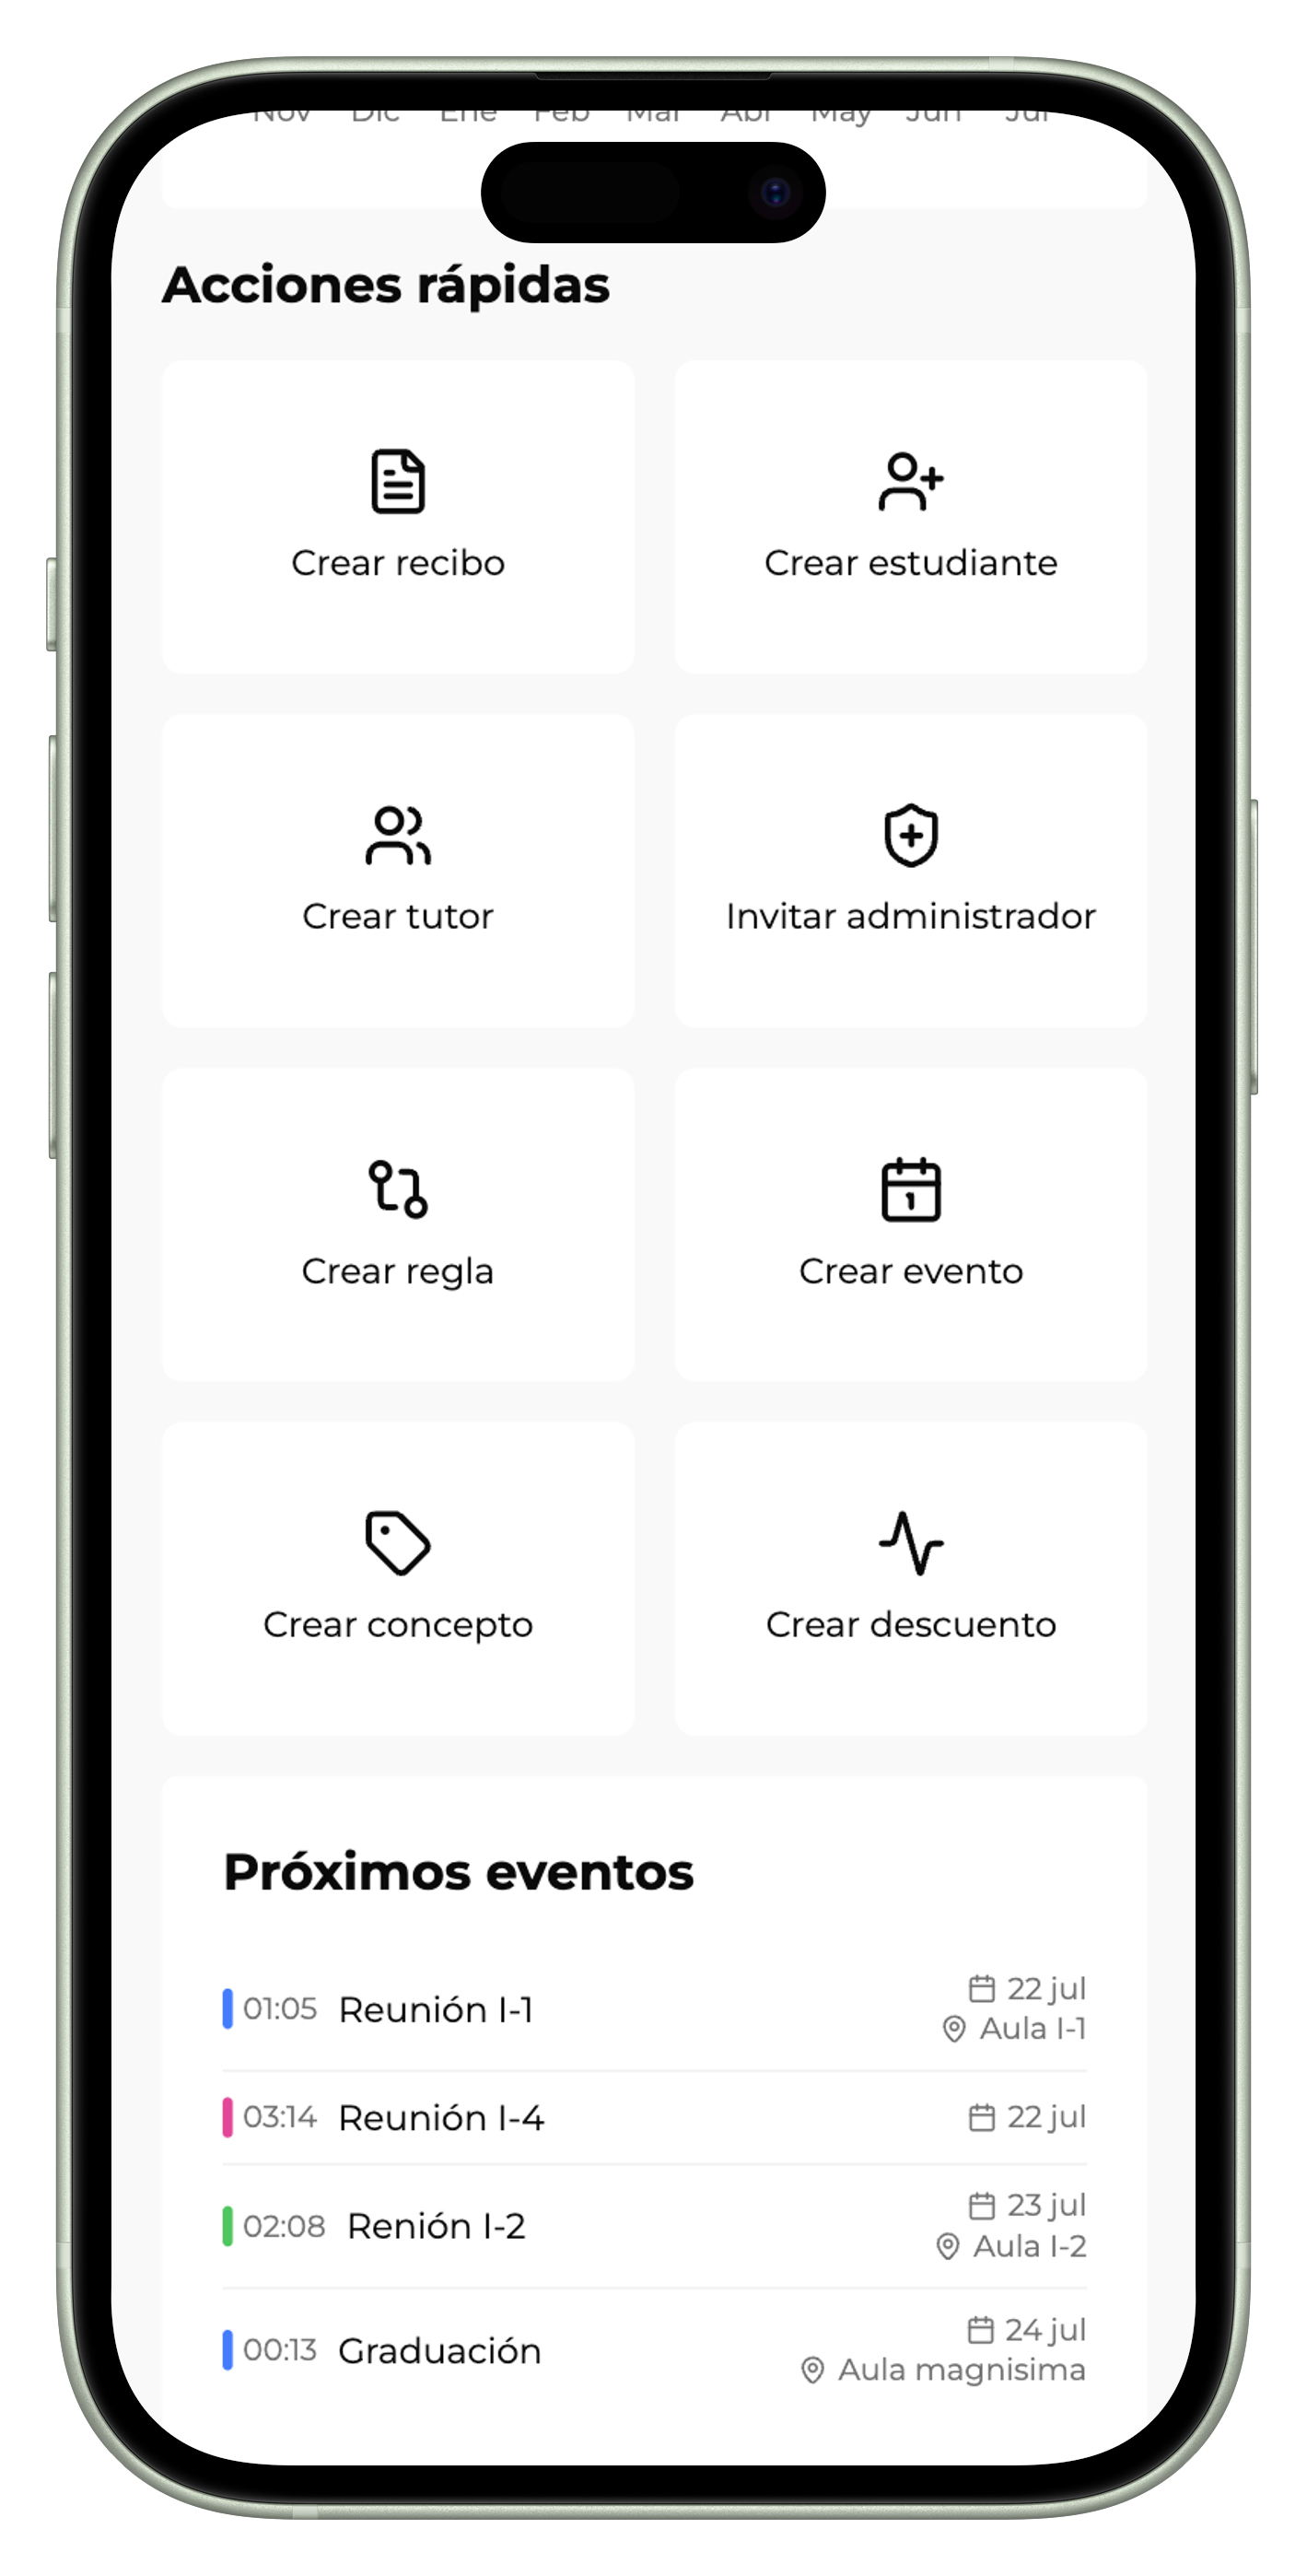 Nov Dic Ene Feb Mar Abr May Jun Jul
Acciones rápidas
Crear recibo
Crear estudiante
Crear tutor
Invitar administrador
Crear regla
Crear evento
Crear concepto
Crear descuento
Próximos eventos
01:05 Reunión I-1
22 jul
Aula I-1
03:14 Reunión I-4
22 jul
02:08 Renión I-2
23 jul
Aula I-2
00:13 Graduación
24 jul
Aula magnisima